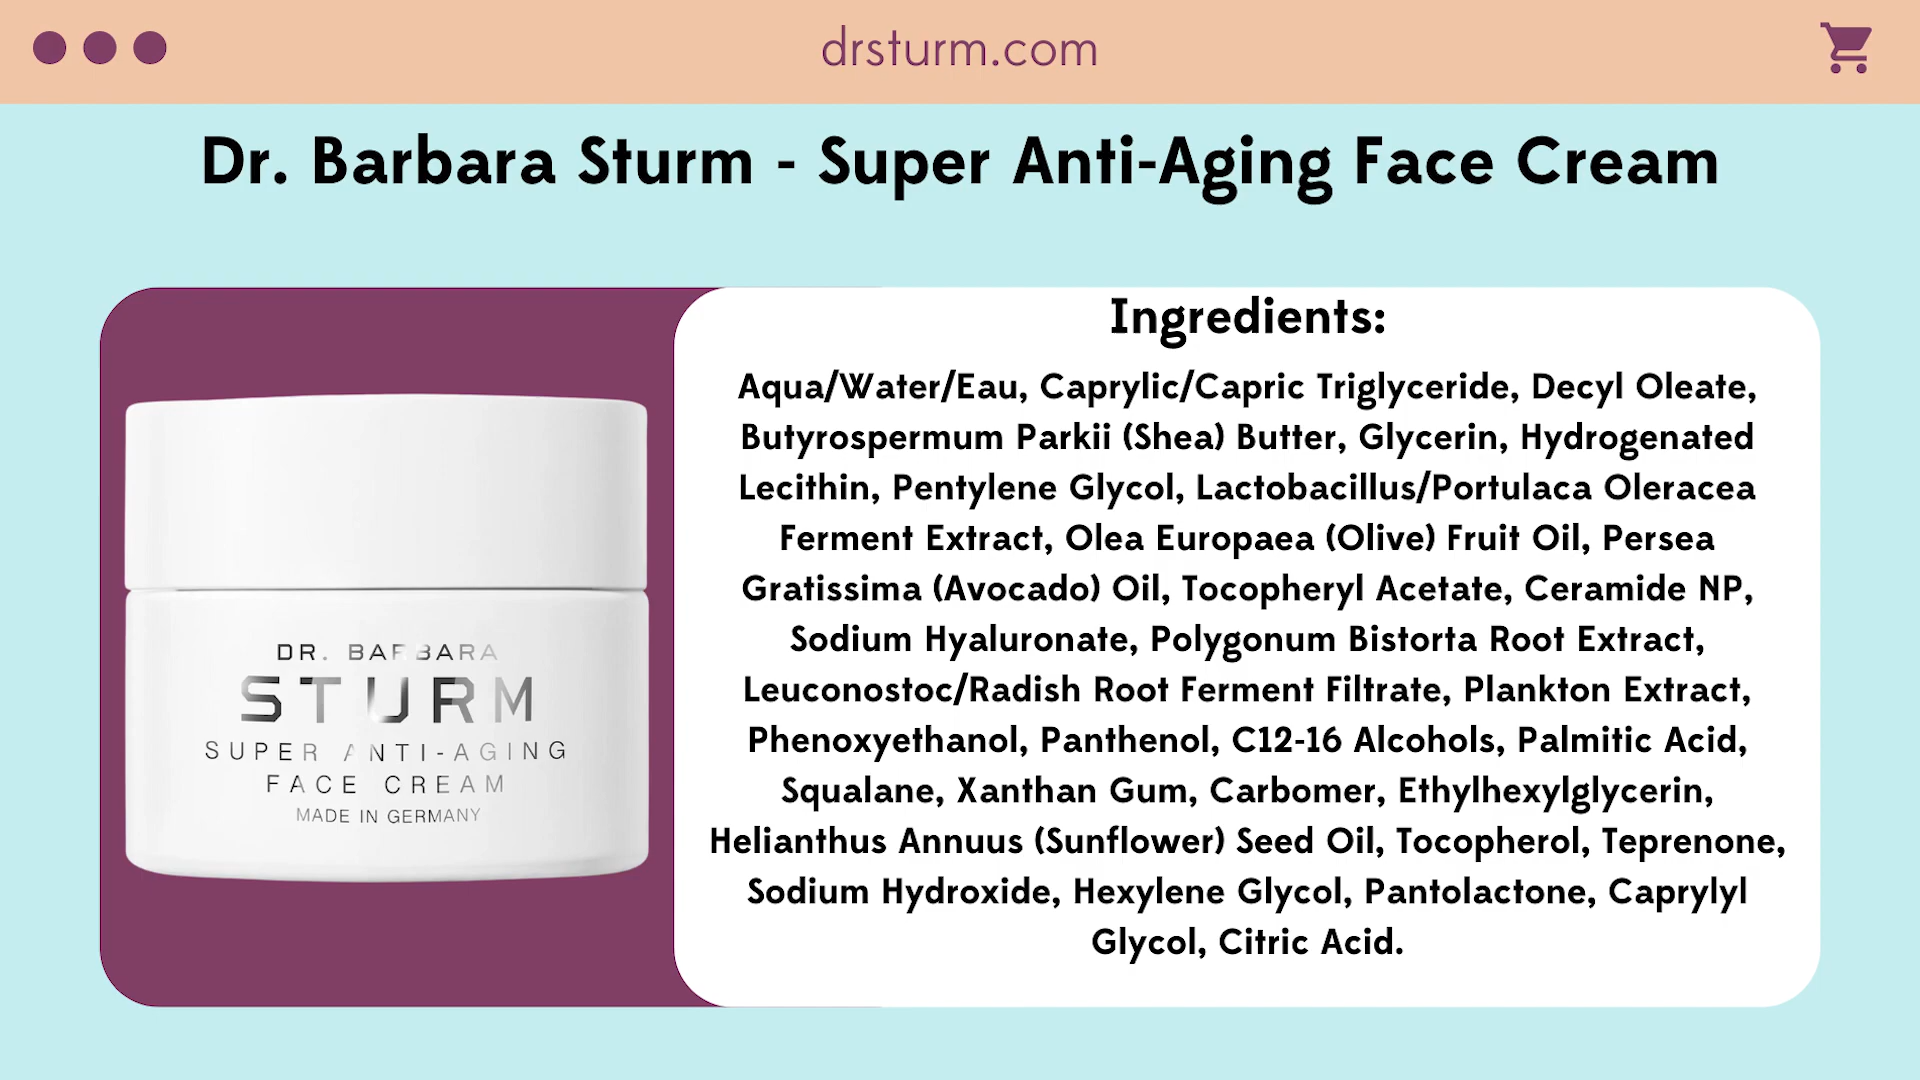 drsturm.com
Dr. Barbara Sturm - Super Anti-Aging Face Cream
DR. BARBARA
STURM
SUPER ANTI-AGING
FACE CREAM
MADE IN GERMANY
Ingredients:
Aqua/Water/Eau, Caprylic/Capric Triglyceride, Decyl Oleate,
Butyrospermum Parkii (Shea) Butter, Glycerin, Hydrogenated
Lecithin, Pentylene Glycol, Lactobacillus/Portulaca Oleracea
Ferment Extract, Olea Europaea (Olive) Fruit Oil, Persea
Gratissima (Avocado) Oil, Tocopheryl Acetate, Ceramide NP,
Sodium Hyaluronate, Polygonum Bistorta Root Extract,
Leuconostoc/Radish Root Ferment Filtrate, Plankton Extract,
Phenoxyethanol, Panthenol, C12-16 Alcohols, Palmitic Acid,
Squalane, Xanthan Gum, Carbomer, Ethylhexylglycerin,
Helianthus Annuus (Sunflower) Seed Oil, Tocopherol, Teprenone,
Sodium Hydroxide, Hexylene Glycol, Pantolactone, Caprylyl
Glycol, Citric Acid.